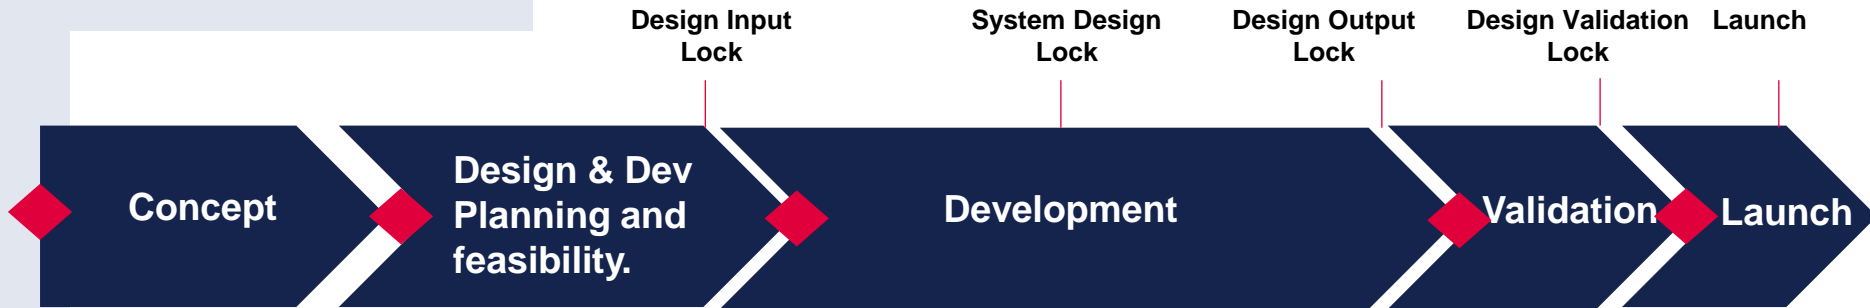 Design Input
Lock
System Design
Lock
Design Output
Lock
Design Validation
Lock
Launch
Concept
Design & Dev
Planning and
feasibility.
Development
Validation
Launch